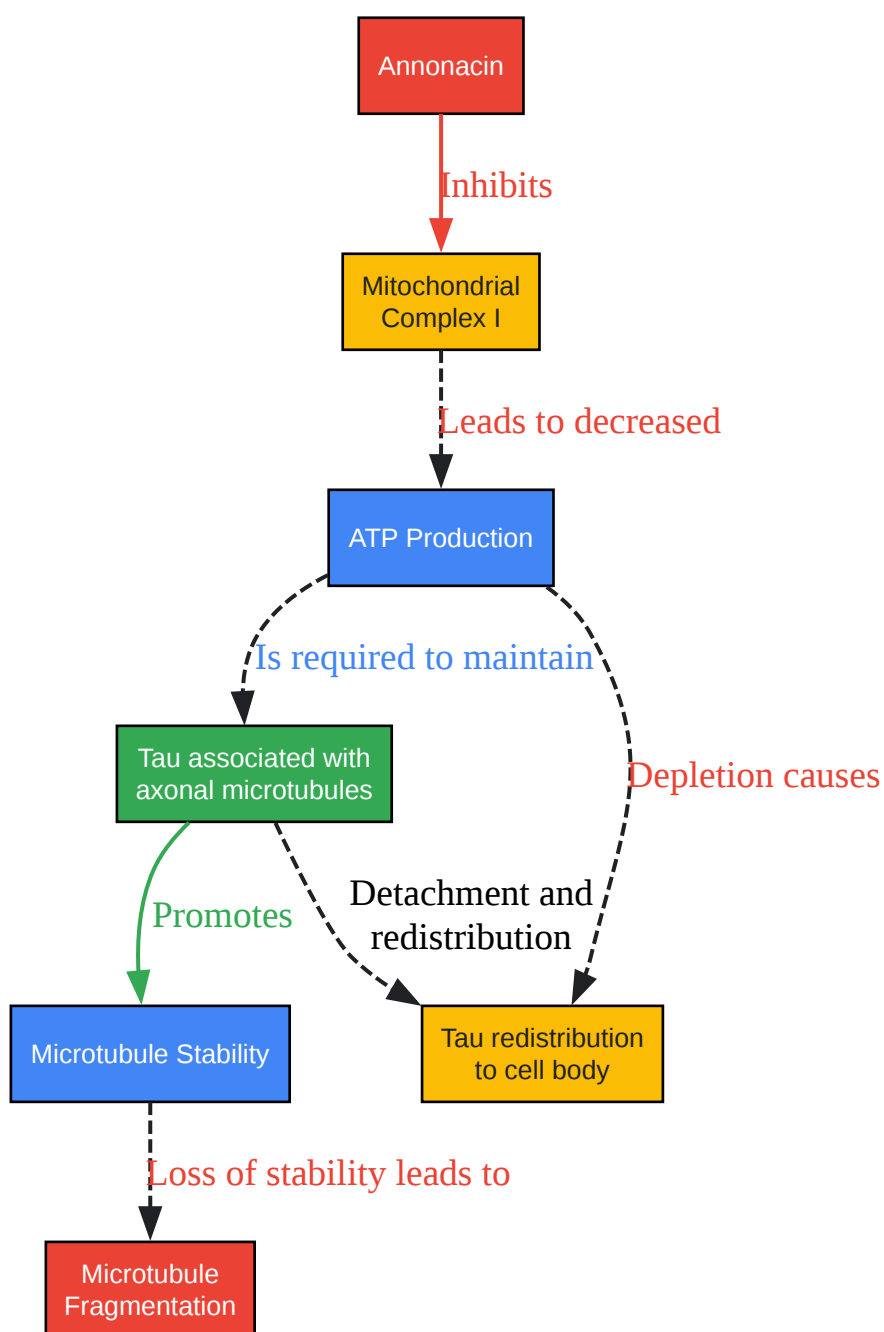 Annonacin
Inhibits
Mitochondrial
Complex I
Leads to decreased
ATP Production
Is required to maintain
Tau associated with
axonal microtubules
Depletion causes
Promotes
Detachment and
redistribution
Microtubule Stability
Tau redistribution
to cell body
Loss of stability leads to
Microtubule
Fragmentation